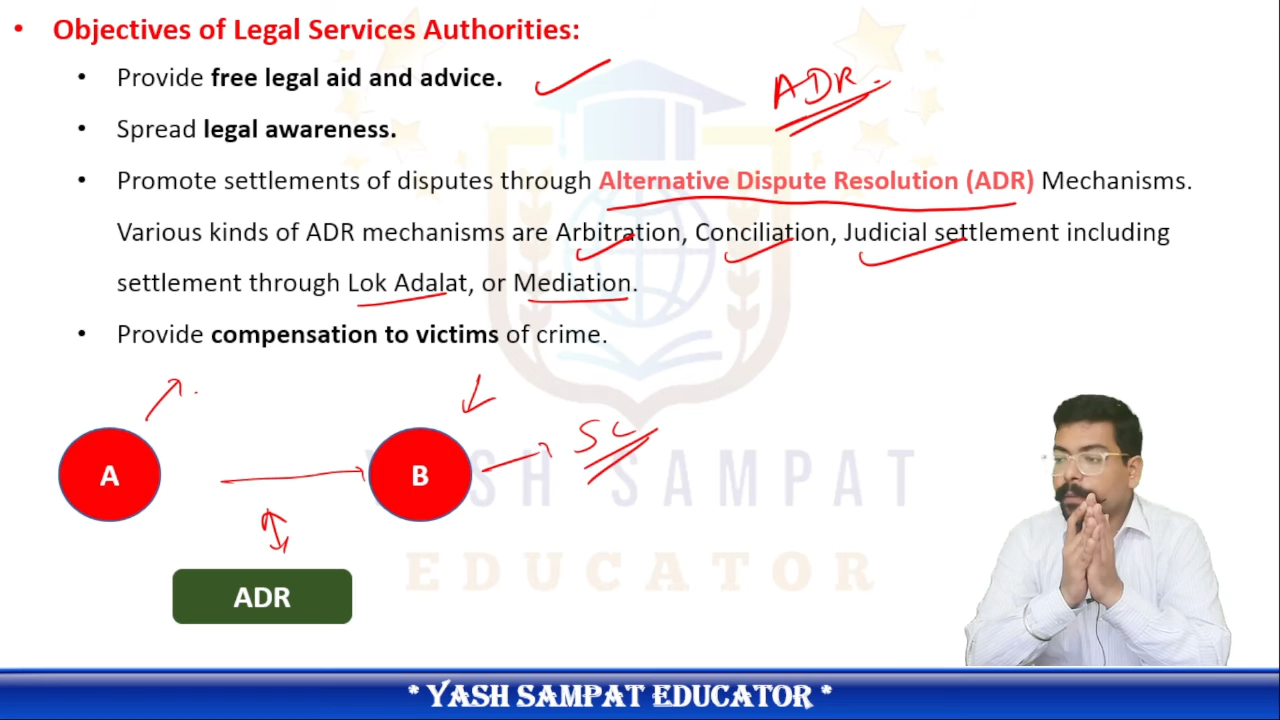 • Objectives of Legal Services Authorities:
• Provide free legal aid and advice.
ADR.
• Spread legal awareness.
• Promote settlements of disputes through Alternative Dispute Resolution (ADR) Mechanisms.
Various kinds of ADR mechanisms are Arbitration, Conciliation, Judicial settlement including
settlement through Lok Adalat, or Mediation.
• Provide compensation to victims of crime.
A
B
SC
YASH SAMPAT
EDUCATOR
ADR
* YASH SAMPAT EDUCATOR *